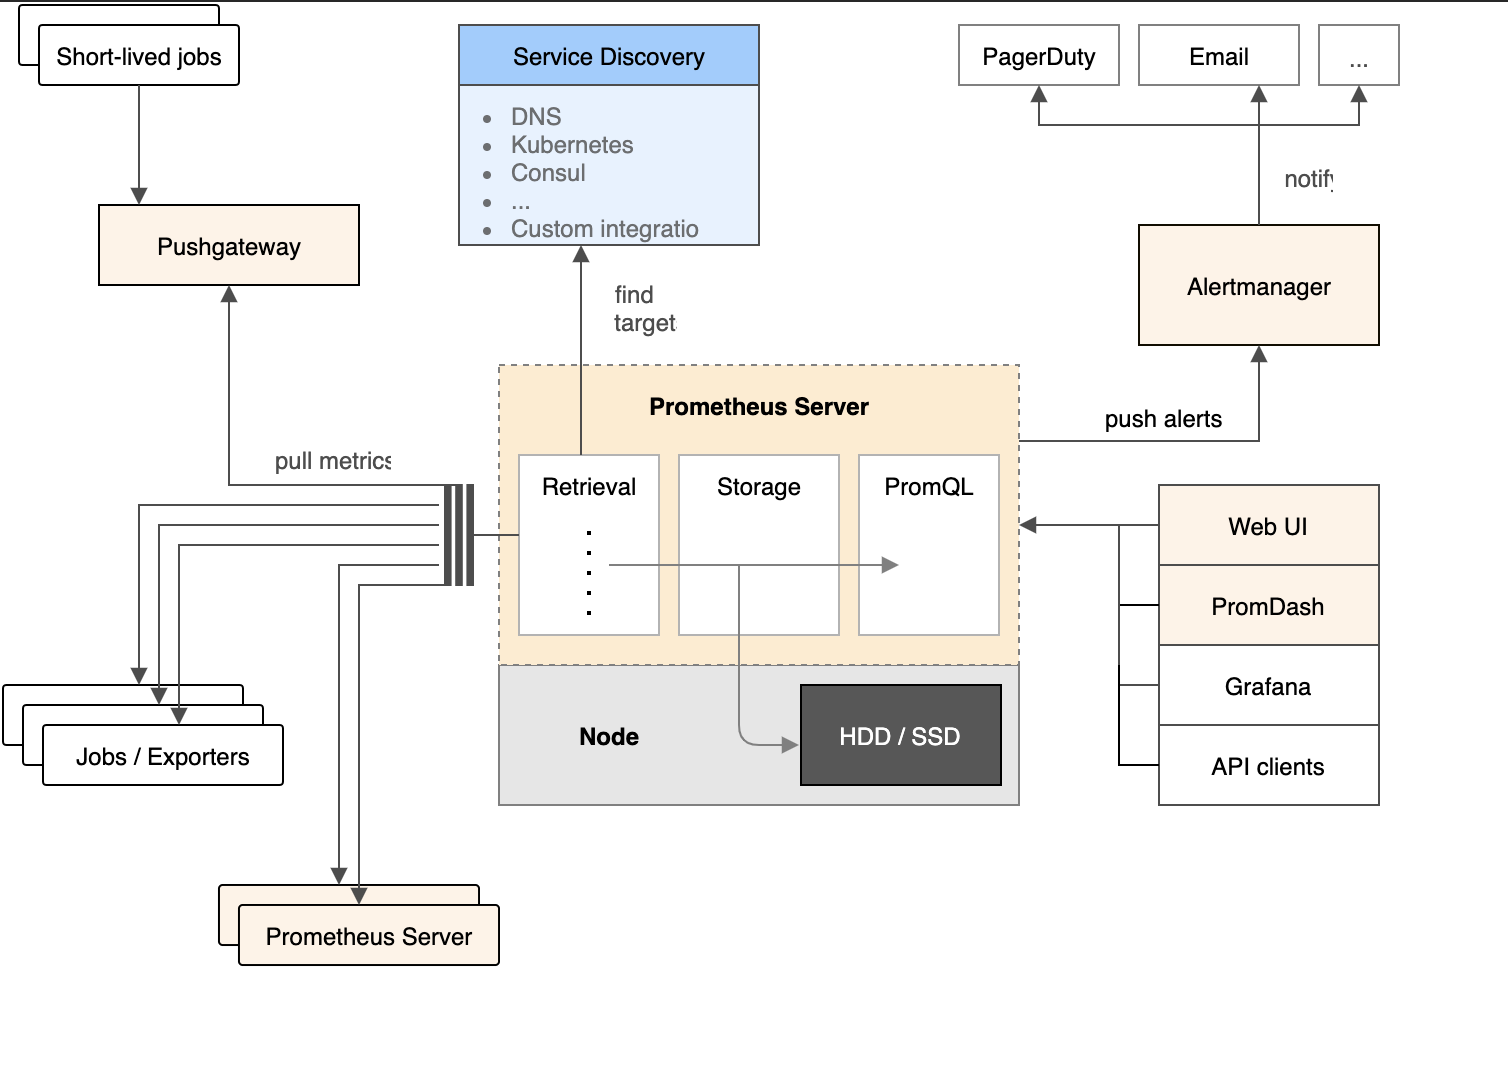 Short-lived jobs
Service Discovery
PagerDuty
Email
...
DNS
Kubernetes
Consul
...
Custom integratio
notify
Pushgateway
Alertmanager
find
target
Prometheus Server
push alerts
pull metrics
Retrieval
Storage
PromQL
Web UI
PromDash
Grafana
API clients
Jobs / Exporters
Node
HDD / SSD
Prometheus Server